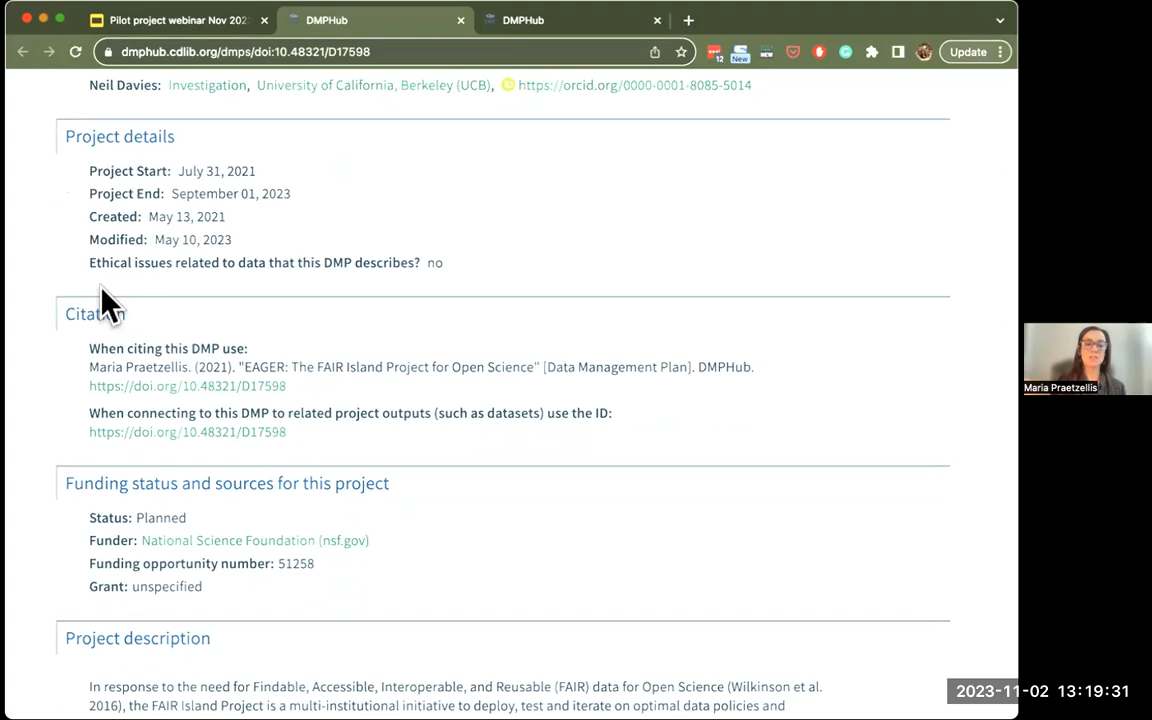 Pilot project webinar Nov 202
DMPHub
DMPHub
dmphub.cdlib.org/dmps/doi:10.48321/D17598
12
New
Update
Neil Davies: Investigation, University of California, Berkeley (UCB), https://orcid.org/0000-0001-8085-5014
Project details
Project Start: July 31, 2021
Project End: September 01, 2023
Created: May 13, 2021
Modified: May 10, 2023
Ethical issues related to data that this DMP describes? no
Citation
When citing this DMP use:
Maria Praetzellis. (2021). "EAGER: The FAIR Island Project for Open Science" [Data Management Plan]. DMPHub.
https://doi.org/10.48321/D17598
When connecting to this DMP to related project outputs (such as datasets) use the ID:
https://doi.org/10.48321/D17598
Funding status and sources for this project
Status: Planned
Funder: National Science Foundation (nsf.gov)
Funding opportunity number: 51258
Grant: unspecified
Project description
In response to the need for Findable, Accessible, Interoperable, and Reusable (FAIR) data for Open Science (Wilkinson et al.
2016), the FAIR Island Project is a multi-institutional initiative to deploy, test and iterate on optimal data policies and
Maria Praetzellis
2023-11-02 13:19:31